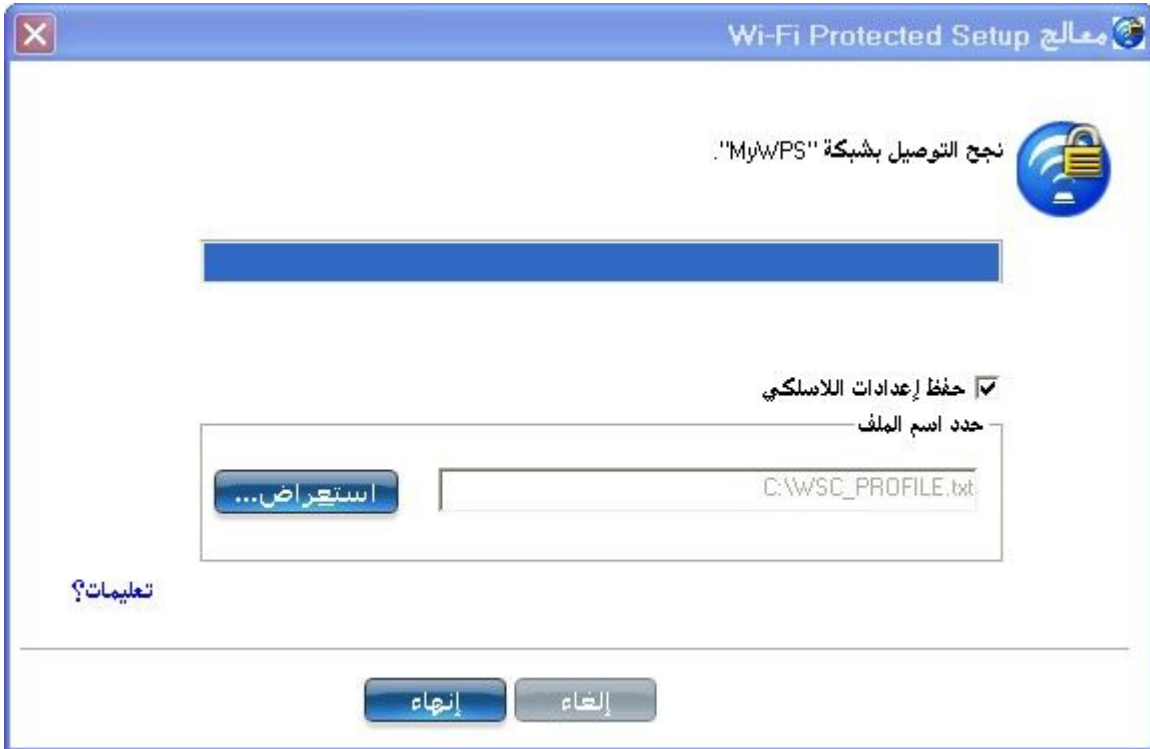 معالج Wi-Fi Protected Setup
نجح التوصيل بشبكة "MyWPS".
حفظ إعدادات اللاسلكي
حدد اسم الملف
C:\WSC_PROFILE.txt
استعراض...
تعليمات؟
إلغاء
إنهاء